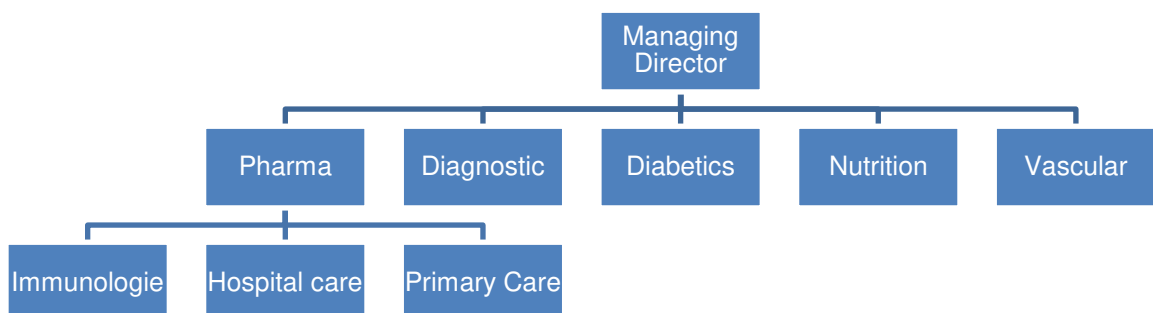 Managing
Director
Pharma
Diagnostic
Diabetics
Nutrition
Vascular
Immunologie
Hospital care
Primary Care